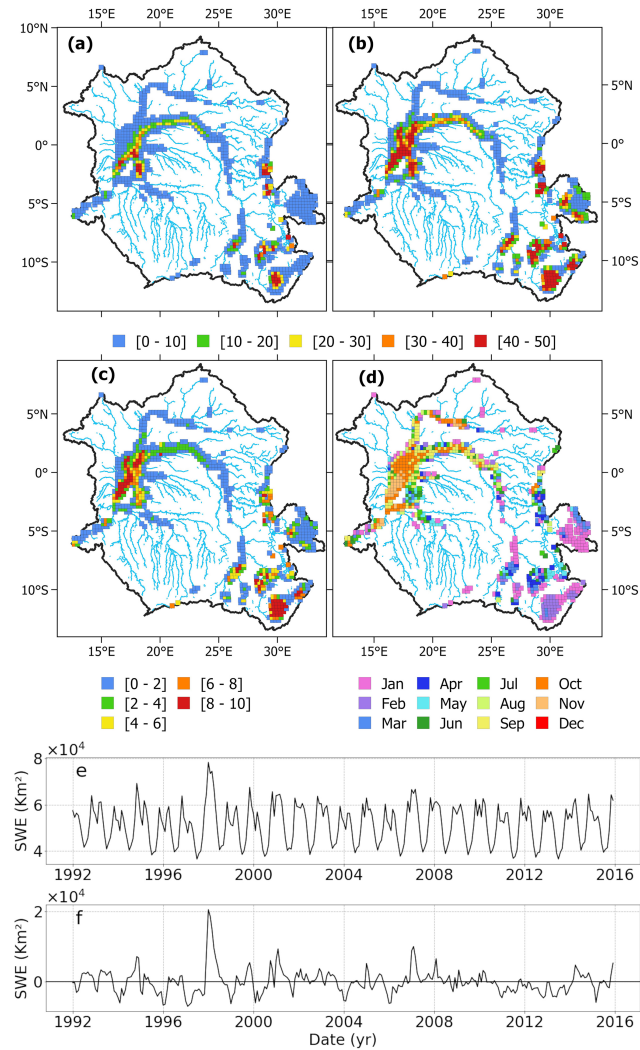 15°E 20°E 25°E 30°E 15°E 20°E 25°E 30°E
10°N
(a) (b)
5°N 5°N
0° 0°
5°S 5°S
10°S 10°S
[0 - 10] [10 - 20] [20 - 30] [30 - 40] [40 - 50]
(c) (d)
5°N 5°N
0° 0°
5°S 5°S
10°S 10°S
15°E 20°E 25°E 30°E 15°E 20°E 25°E 30°E
[0 - 2] [6 - 8] Jan Apr Jul Oct
[2 - 4] [8 - 10] Feb May Aug Nov
[4 - 6] Mar Jun Sep Dec
×10⁴
8
e
6
SWE (Km²)
4
1992 1996 2000 2004 2008 2012 2016
×10⁴
2
f
SWE (Km²)
0
1992 1996 2000 2004 2008 2012 2016
Date (yr)